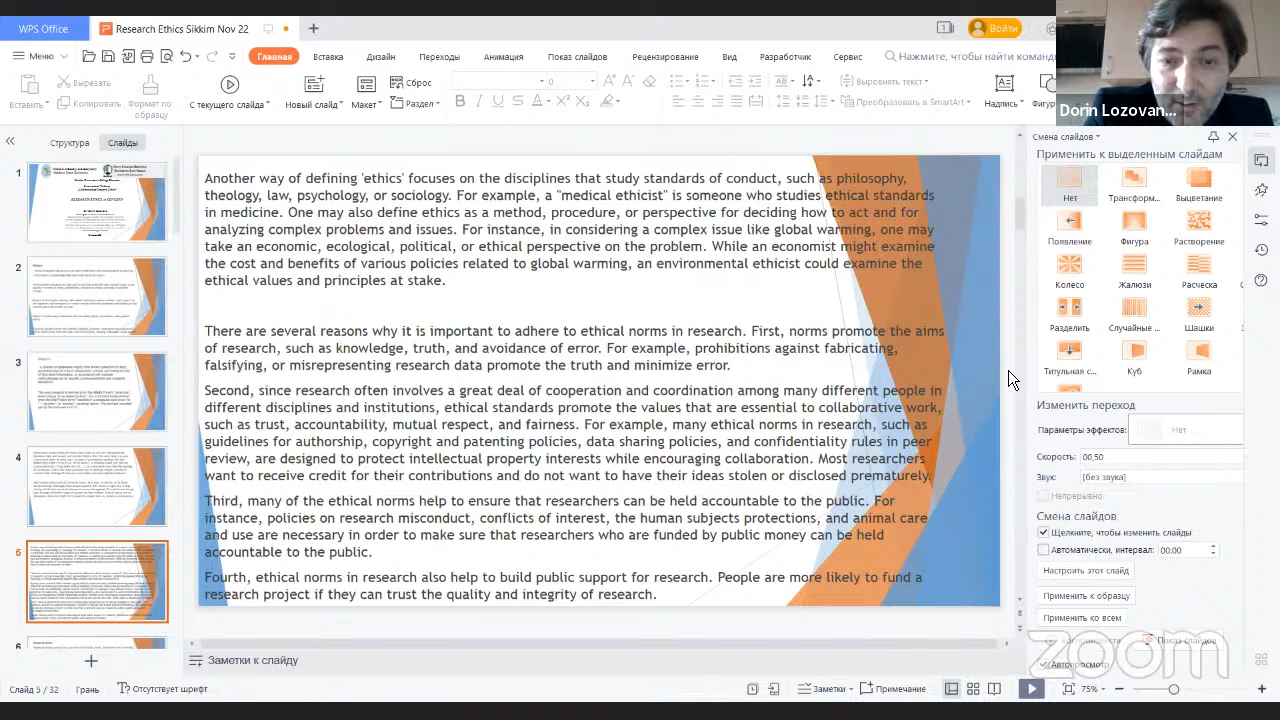 WPS Office
Research Ethics Sikkim Nov 22
Войти
Меню
Главная
Вставка
Дизайн
Переходы
Анимация
Показ слайдов
Рецензирование
Вид
Разработчик
Сервис
Нажмите, чтобы найти команд
Вырезать
Копировать
Формат по образцу
С текущего слайда
Новый слайд
Макет
Сброс
Раздел
0
Выровнять текст
Преобразовать в SmartArt
Надпись
Фигур
Dorin Lozovan...
Структура
Слайды
1
RESEARCH ETHICS
2
3
4
6
Another way of defining 'ethics' focuses on the disciplines that study standards of conduct, such as philosophy,
theology, law, psychology, or sociology. For example, a "medical ethicist" is someone who studies ethical standards
in medicine. One may also define ethics as a method, procedure, or perspective for deciding how to act and for
analyzing complex problems and issues. For instance, in considering a complex issue like global warming, one may
take an economic, ecological, political, or ethical perspective on the problem. While an economist might examine
the cost and benefits of various policies related to global warming, an environmental ethicist could examine the
ethical values and principles at stake.
There are several reasons why it is important to adhere to ethical norms in research. First, norms promote the aims
of research, such as knowledge, truth, and avoidance of error. For example, prohibitions against fabricating,
falsifying, or misrepresenting research data promote the truth and minimize error.
Second, since research often involves a great deal of cooperation and coordination among many different people in
different disciplines and institutions, ethical standards promote the values that are essential to collaborative work,
such as trust, accountability, mutual respect, and fairness. For example, many ethical norms in research, such as
guidelines for authorship, copyright and patenting policies, data sharing policies, and confidentiality rules in peer
review, are designed to protect intellectual property interests while encouraging collaboration. Most researchers
want to receive credit for their contributions and do not want to have their ideas stolen or disclosed prematurely.
Third, many of the ethical norms help to ensure that researchers can be held accountable to the public. For
instance, policies on research misconduct, conflicts of interest, the human subjects protections, and animal care
and use are necessary in order to make sure that researchers who are funded by public money can be held
accountable to the public.
Fourth, ethical norms in research also help to build public support for research. People are more likely to fund a
research project if they can trust the quality and integrity of research.
Смена слайдов
Применить к выделенным слайдам
Нет
Трансформ...
Выцветание
Появление
Фигура
Растворение
Колесо
Жалюзи
Расческа
Разделить
Случайные ...
Шашки
Титульная с...
Куб
Рамка
Изменить переход
Параметры эффектов:
Нет
Скорость:
00,50
Звук:
[без звука]
Непрерывно
Смена слайдов
Щелкните, чтобы изменить слайды
Автоматически, интервал:
00:00
Настроить этот слайд
Применить к образцу
Применить ко всем
Показ слайдов
Автопросмотр
zoom
Заметки к слайду
Слайд 5 / 32
Грань
Отсутствует шрифт
Заметки
Примечание
75%